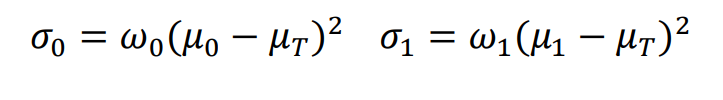 σ₀ = ω₀(μ₀ − μ_T)² σ₁ = ω₁(μ₁ − μ_T)²